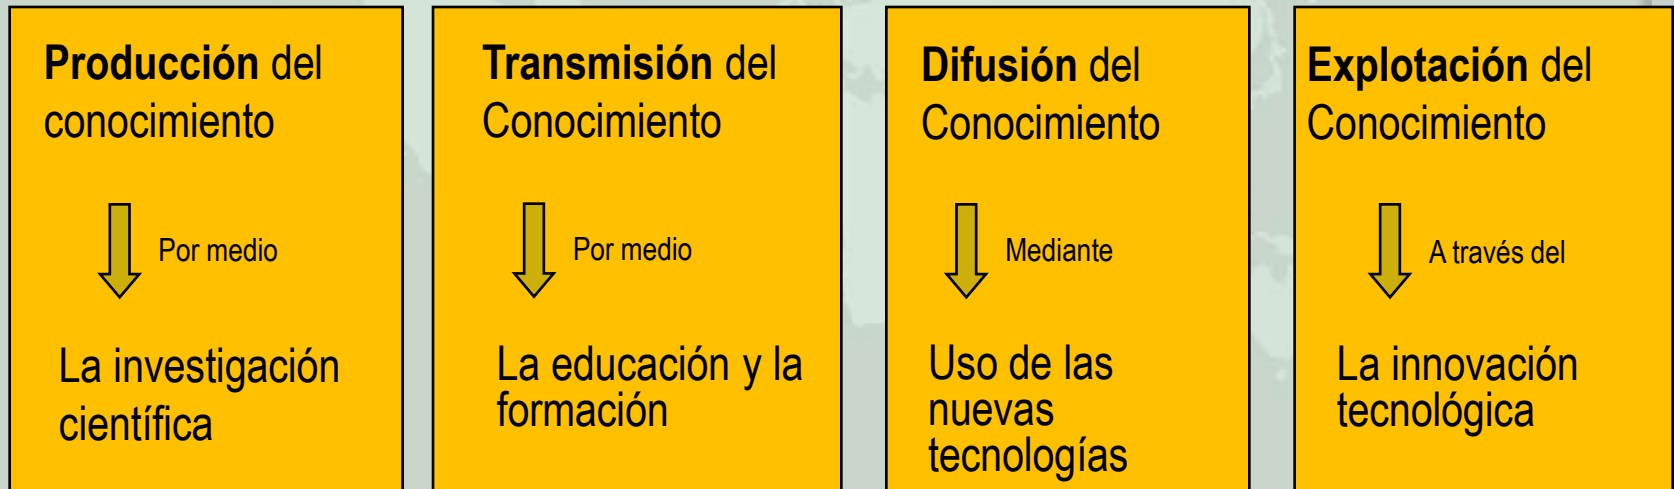 Producción del
conocimiento
Por medio
La investigación
científica
Transmisión del
Conocimiento
Por medio
La educación y la
formación
Difusión del
Conocimiento
Mediante
Uso de las
nuevas
tecnologías
Explotación del
Conocimiento
A través del
La innovación
tecnológica